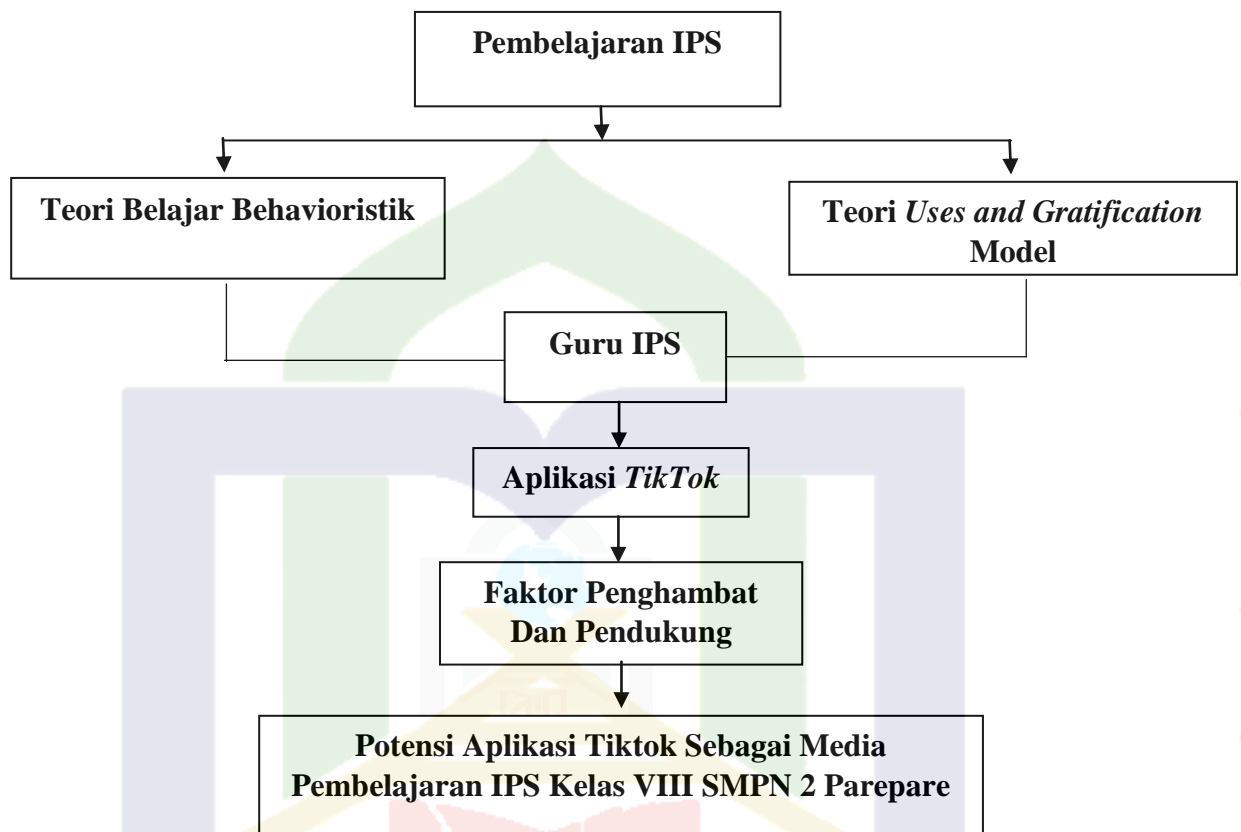 Pembelajaran IPS
Teori Belajar Behavioristik
Teori Uses and Gratification
Model
Guru IPS
Aplikasi TikTok
Faktor Penghambat
Dan Pendukung
Potensi Aplikasi Tiktok Sebagai Media
Pembelajaran IPS Kelas VIII SMPN 2 Parepare